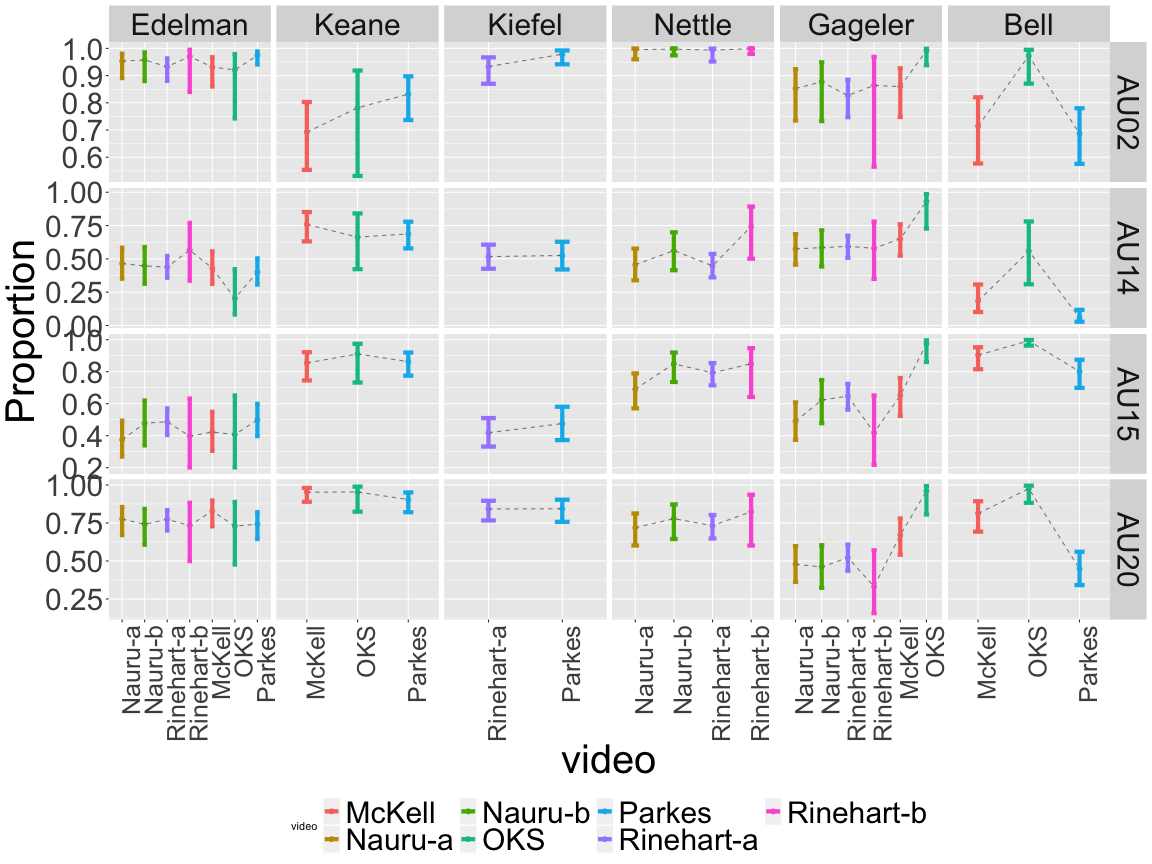 Edelman Keane Kiefel Nettle Gageler Bell
Proportion
1.0
0.9
0.8
0.7
0.6
AU02
1.00
0.75
0.50
0.25
0.00
AU14
1.0
0.8
0.6
0.4
0.2
AU15
1.00
0.75
0.50
0.25
AU20
Nauru-a Nauru-b Rinehart-a Rinehart-b McKell OKS Parkes McKell OKS Parkes Rinehart-a Parkes Nauru-a Nauru-b Rinehart-a Rinehart-b Nauru-a Nauru-b Rinehart-a Rinehart-b McKell OKS McKell OKS Parkes
video
video
McKell Nauru-b Parkes Rinehart-b
Nauru-a OKS Rinehart-a